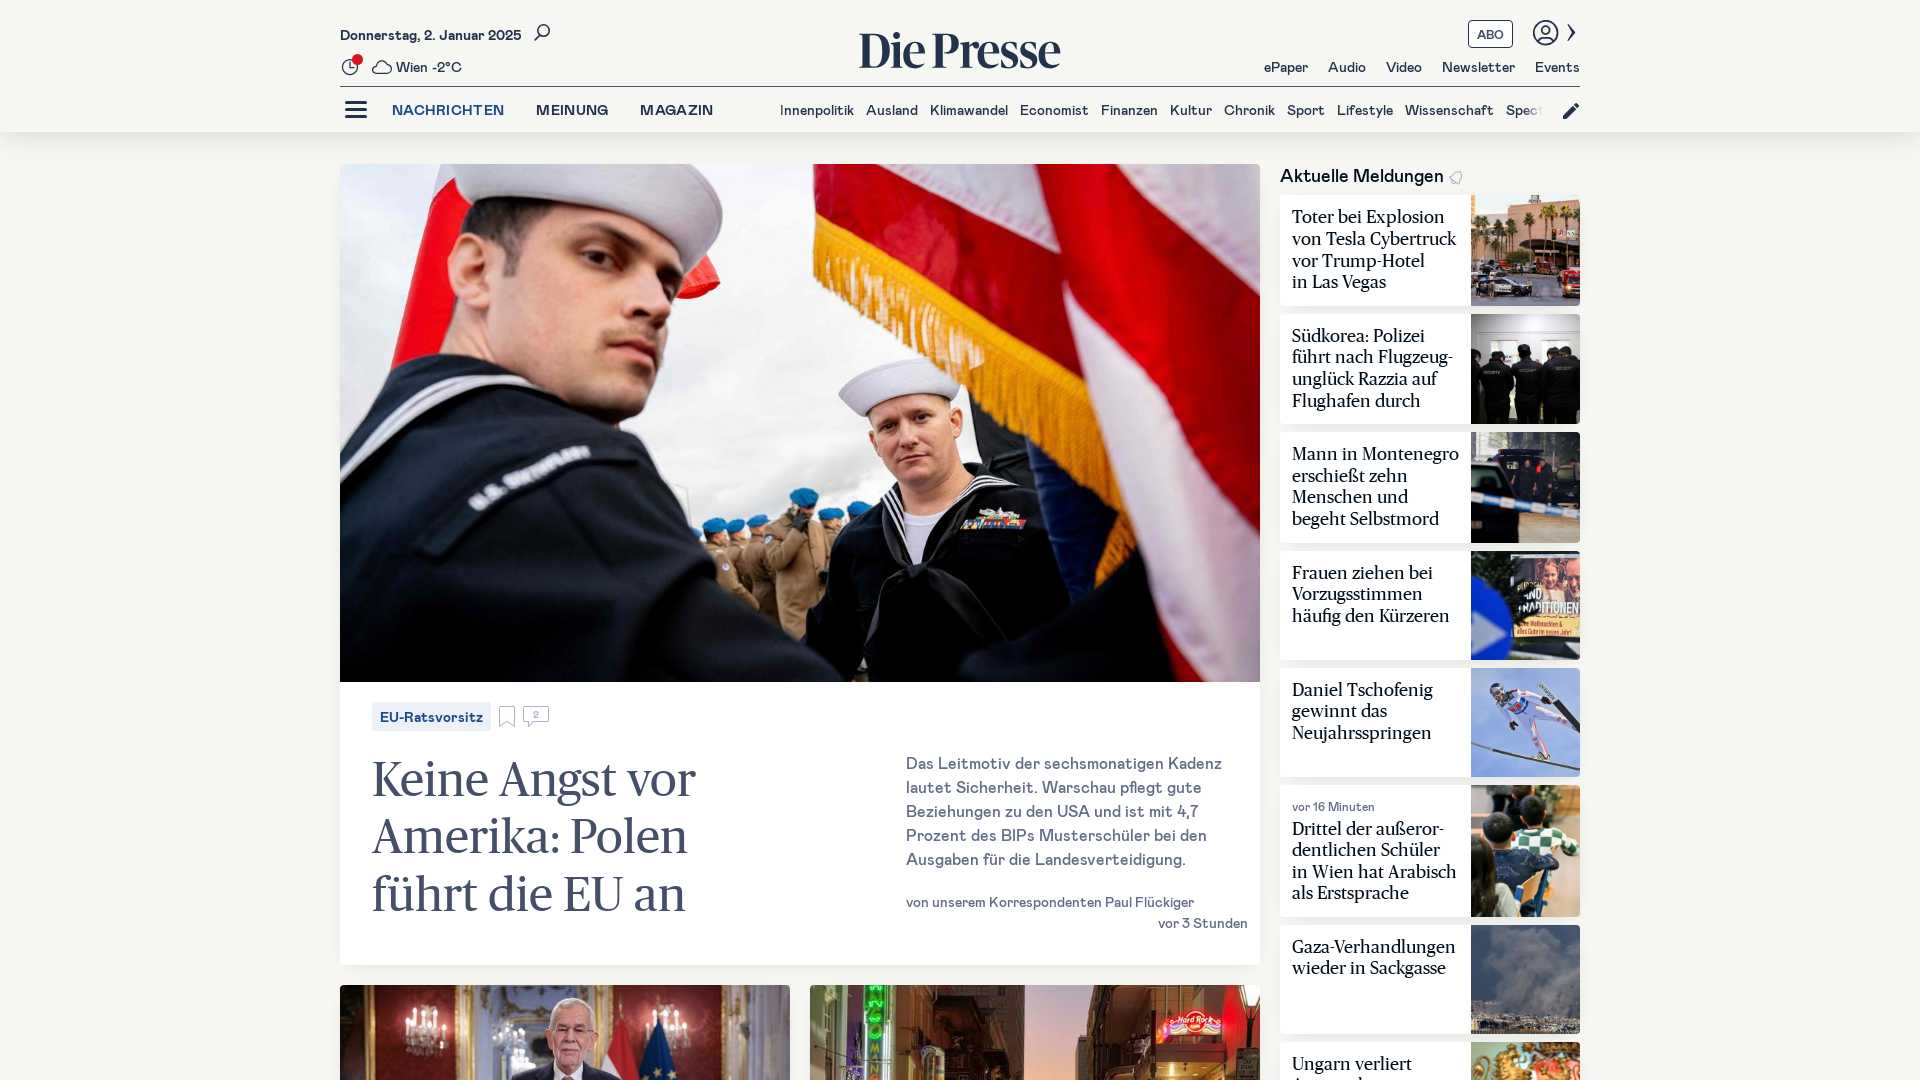 Donnerstag, 2. Januar 2025
Wien -2°C
Die Presse
ABO
ePaper Audio Video Newsletter Events
NACHRICHTEN MEINUNG MAGAZIN
Innenpolitik Ausland Klimawandel Economist Finanzen Kultur Chronik Sport Lifestyle Wissenschaft Spect
EU-Ratsvorsitz
2
Keine Angst vor
Amerika: Polen
führt die EU an
Das Leitmotiv der sechsmonatigen Kadenz
lautet Sicherheit. Warschau pflegt gute
Beziehungen zu den USA und ist mit 4,7
Prozent des BIPs Musterschüler bei den
Ausgaben für die Landesverteidigung.
von unserem Korrespondenten Paul Flückiger
vor 3 Stunden
Hard Rock
Aktuelle Meldungen
Toter bei Explosion
von Tesla Cybertruck
vor Trump-Hotel
in Las Vegas
Südkorea: Polizei
führt nach Flugzeug-
unglück Razzia auf
Flughafen durch
Mann in Montenegro
erschießt zehn
Menschen und
begeht Selbstmord
Frauen ziehen bei
Vorzugsstimmen
häufig den Kürzeren
TRADITIONEN
Daniel Tschofenig
gewinnt das
Neujahrsspringen
vor 16 Minuten
Drittel der außeror-
dentlichen Schüler
in Wien hat Arabisch
als Erstsprache
Gaza-Verhandlungen
wieder in Sackgasse
Ungarn verliert